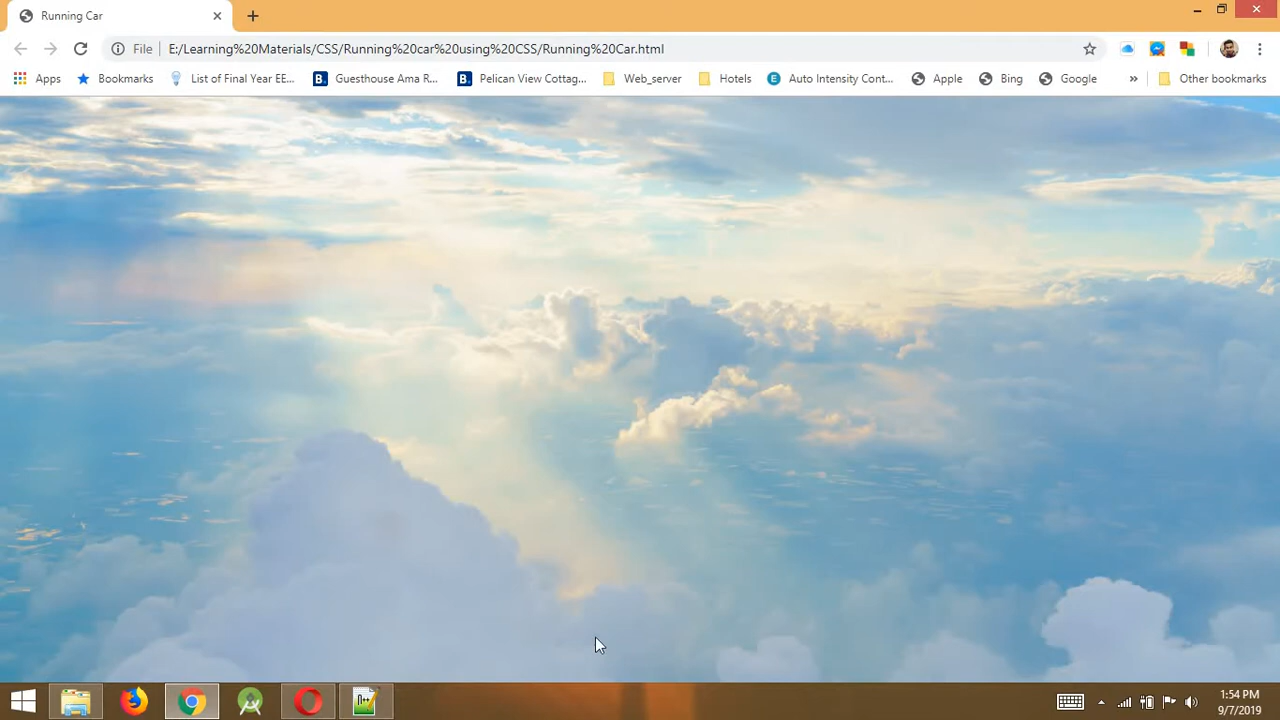 Running Car
File E:/Learning%20Materials/CSS/Running%20car%20using%20CSS/Running%20Car.html
Apps Bookmarks List of Final Year EE... B. Guesthouse Ama R... B. Pelican View Cottag... Web_server Hotels E Auto Intensity Cont... Apple Bing Google » Other bookmarks
1:54 PM
9/7/2019